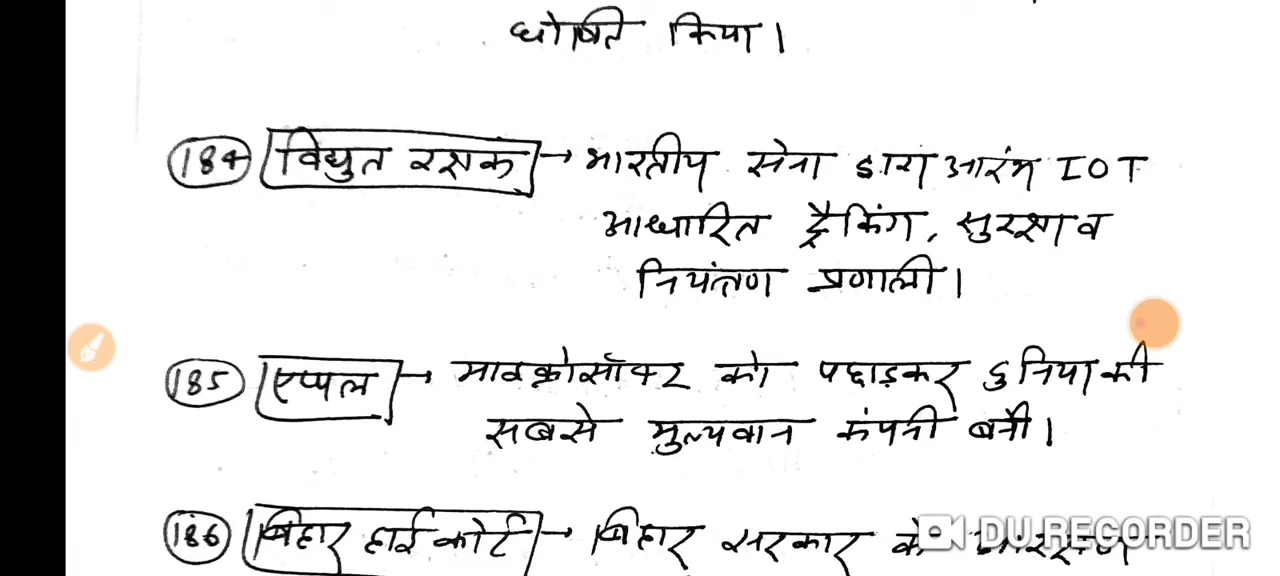 घोषित किया।
184 विद्युत रक्षक → भारतीय सेना द्वारा आरंभ IOT
आधारित ट्रैकिंग, सुरक्षा व
नियंत्रण प्रणाली।
185 एप्पल → माइक्रोसॉफ्ट को पछाड़कर दुनिया की
सबसे मुल्यवान कंपनी बनी।
186 बिहार हाई कोर्ट → बिहार सरकार के
DU RECORDER